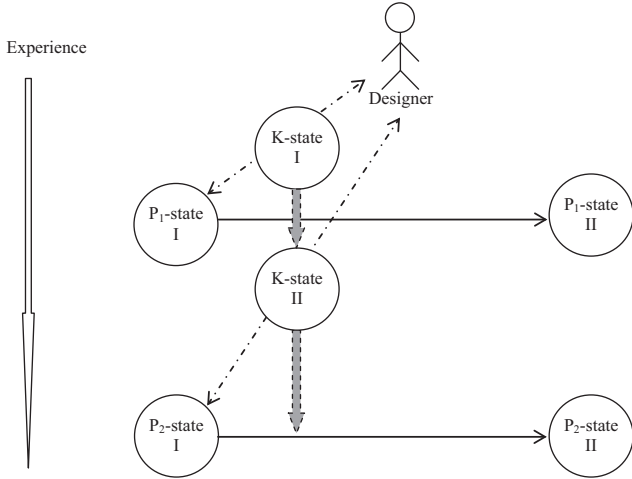 Experience
Designer
K-state
I
P₁-state
I
P₁-state
II
K-state
II
P₂-state
I
P₂-state
II